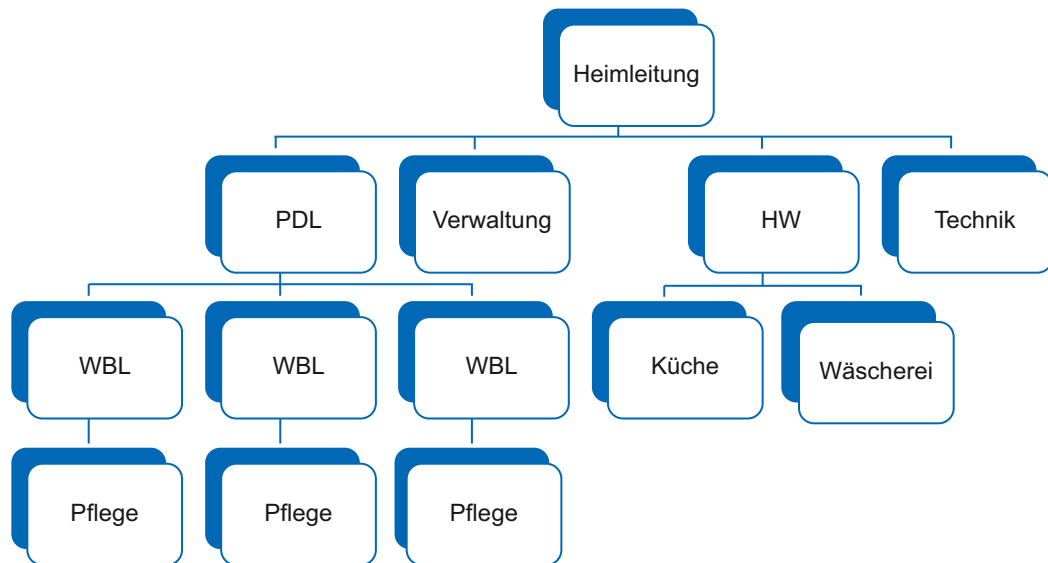 Heimleitung
PDL
Verwaltung
HW
Technik
WBL
WBL
WBL
Küche
Wäscherei
Pflege
Pflege
Pflege